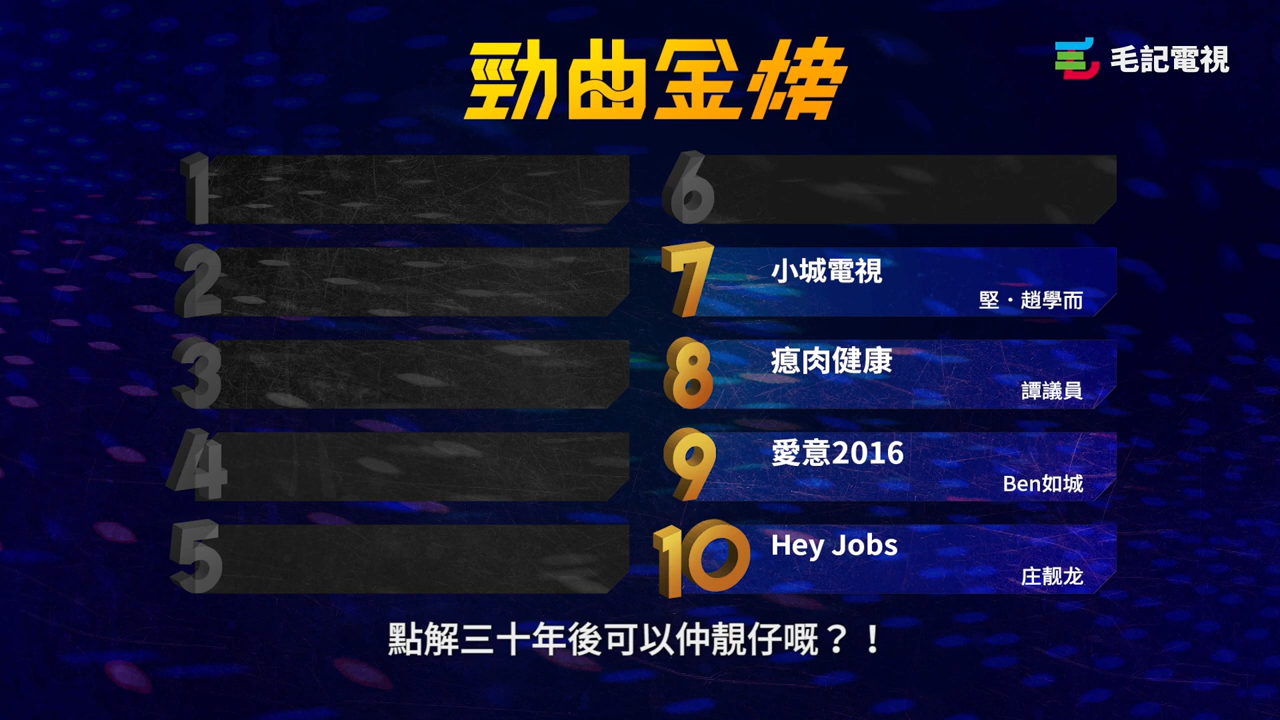 勁曲金榜
毛記電視
1
2
3
4
5
6
7 小城電視
堅．趙學而
8 瘜肉健康
譚議員
9 愛意2016
Ben如城
10 Hey Jobs
庄靓龙
點解三十年後可以仲靚仔嘅？！